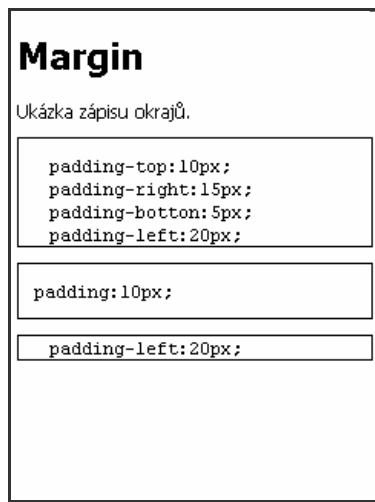 Margin
Ukázka zápisu okrajů.
padding-top:10px;
padding-right:15px;
padding-botton:5px;
padding-left:20px;
padding:10px;
padding-left:20px;